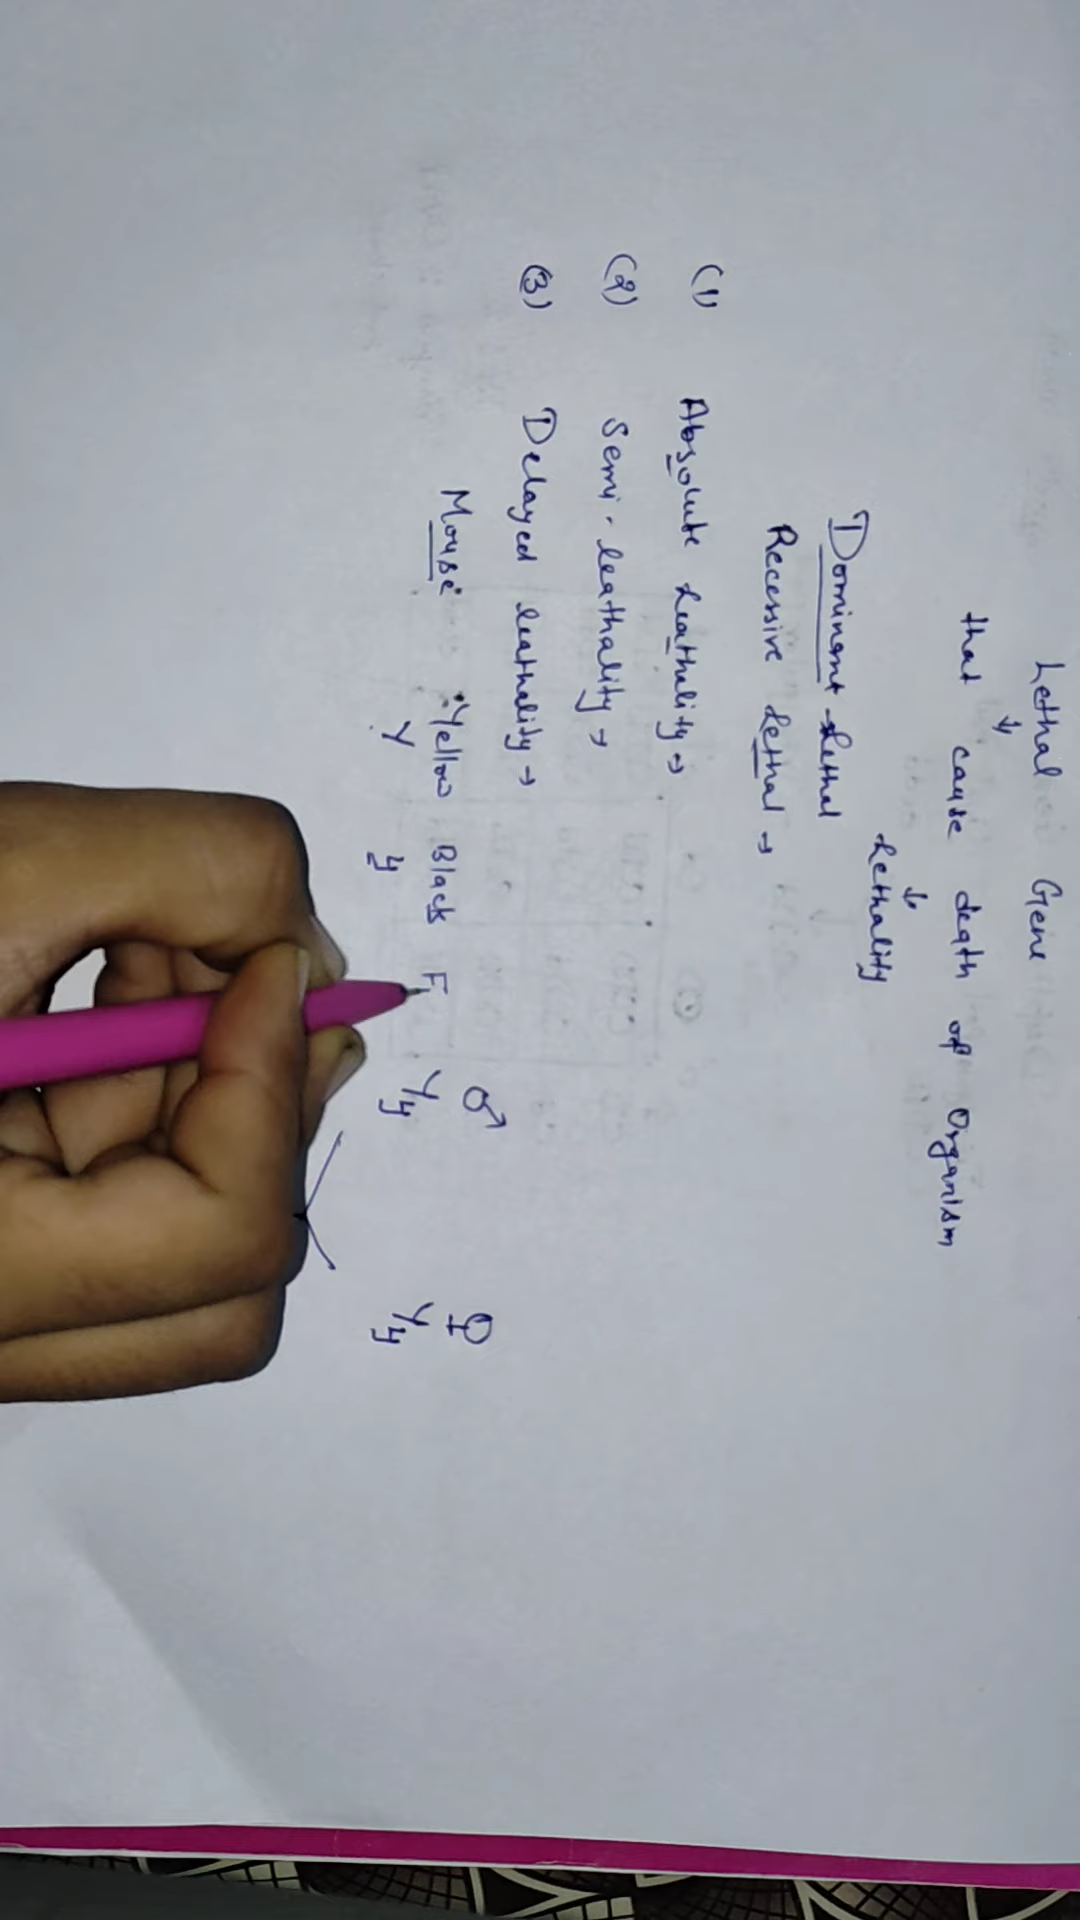 Lethal Gene
↓
that cause death of Organism
↓
Lethality
Dominant Lethal
Recessive Lethal →
(1) Absolute Leathality →
(2) Semi-leathality →
(3) Delayed leathality →
Mouse Yellow Black F ♂ ♀
Y y Yy Yy